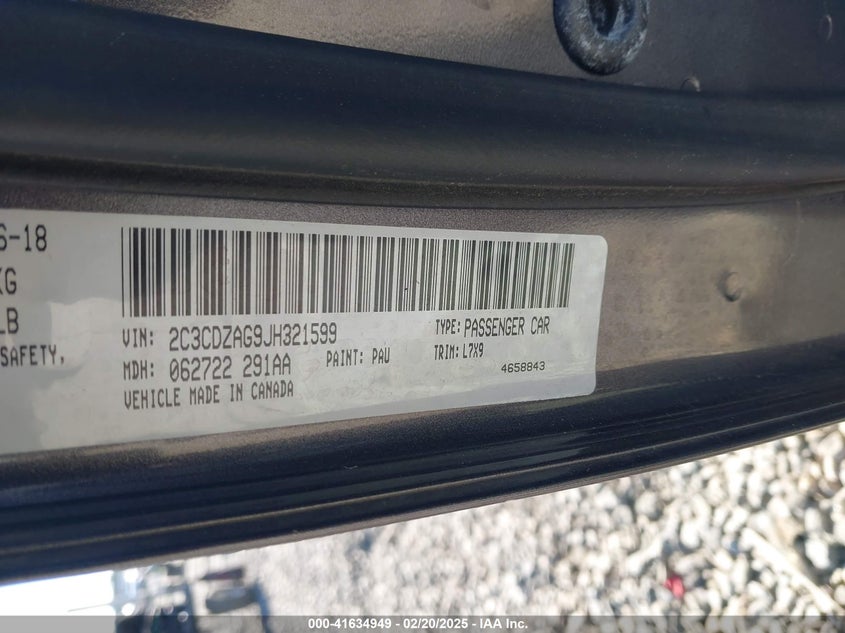 6-18
KG
LB
SAFETY,
VIN: 2C3CDZAG9JH321599
TYPE: PASSENGER CAR
MDH: 062722 291AA
PAINT: PAU
TRIM: L7X9
4658843
VEHICLE MADE IN CANADA
000-41634949 – 02/20/2025 – IAA Inc.